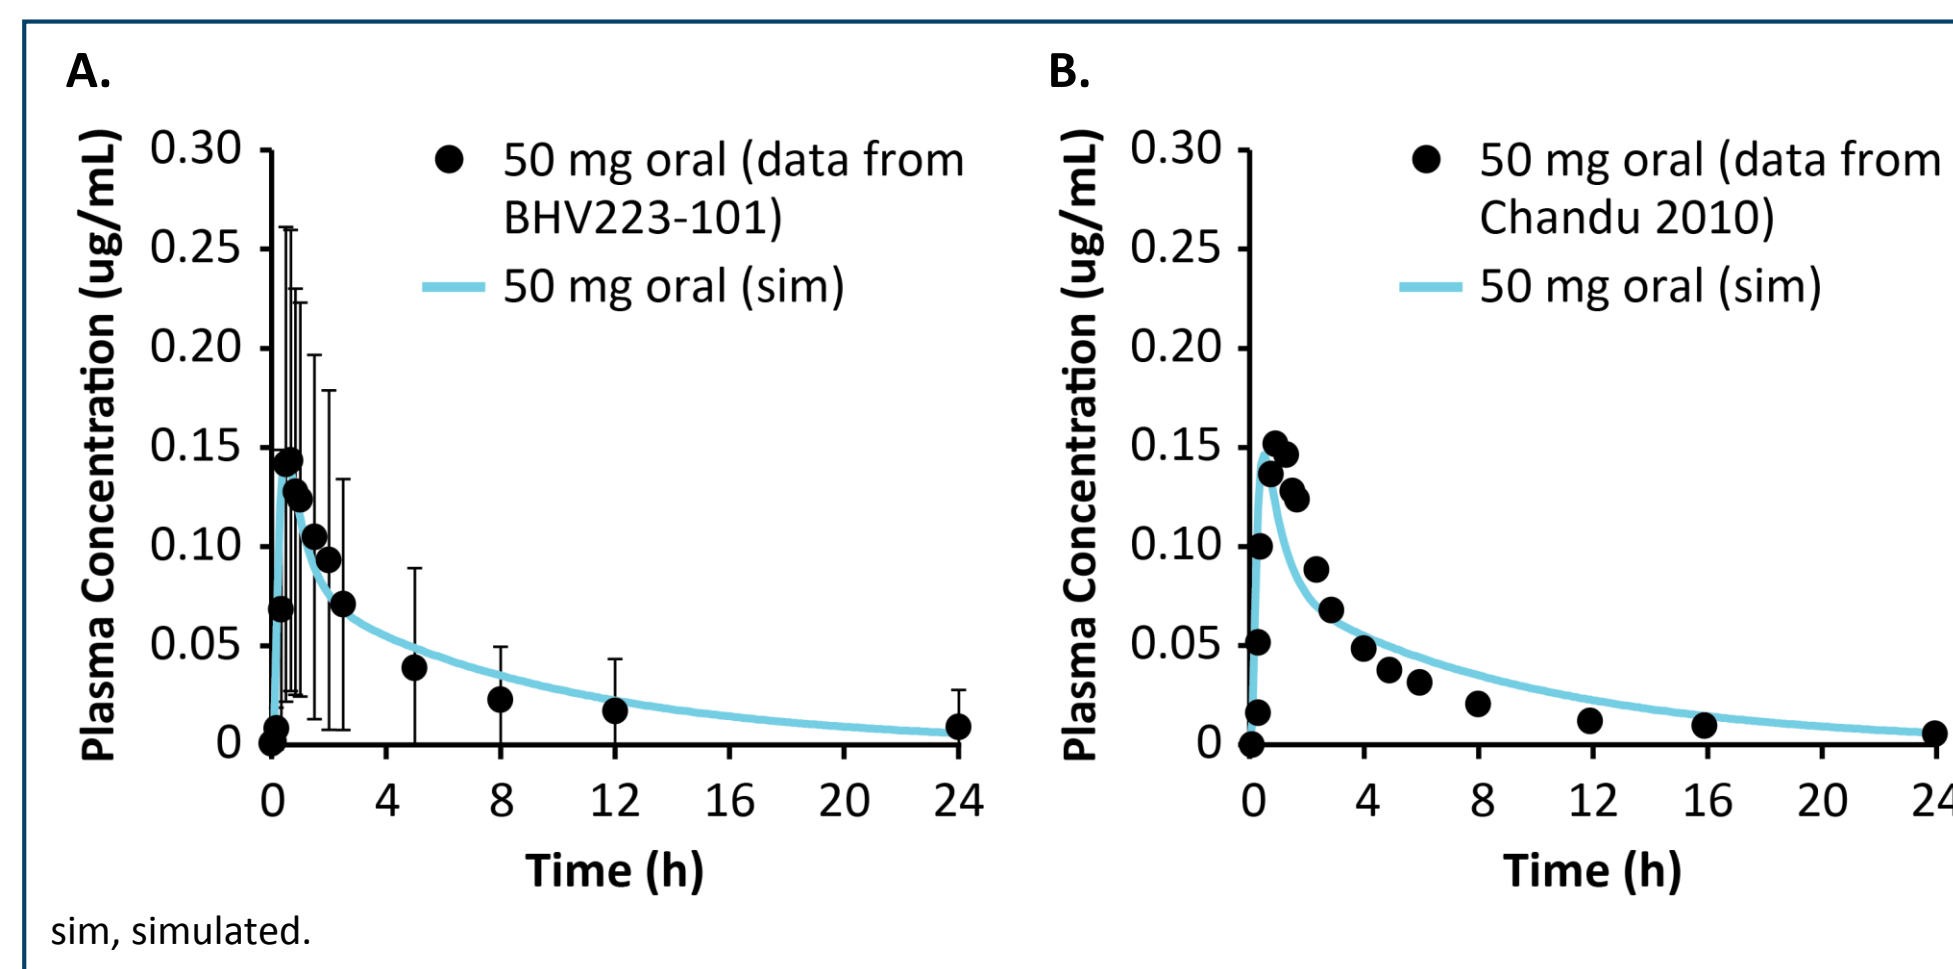 A.
Plasma Concentration (ug/mL)
0.30
0.25
0.20
0.15
0.10
0.05
0
50 mg oral (data from
BHV223-101)
50 mg oral (sim)
0 4 8 12 16 20 24
Time (h)
B.
Plasma Concentration (ug/mL)
0.30
0.25
0.20
0.15
0.10
0.05
0
50 mg oral (data from
Chandu 2010)
50 mg oral (sim)
0 4 8 12 16 20 24
Time (h)
sim, simulated.